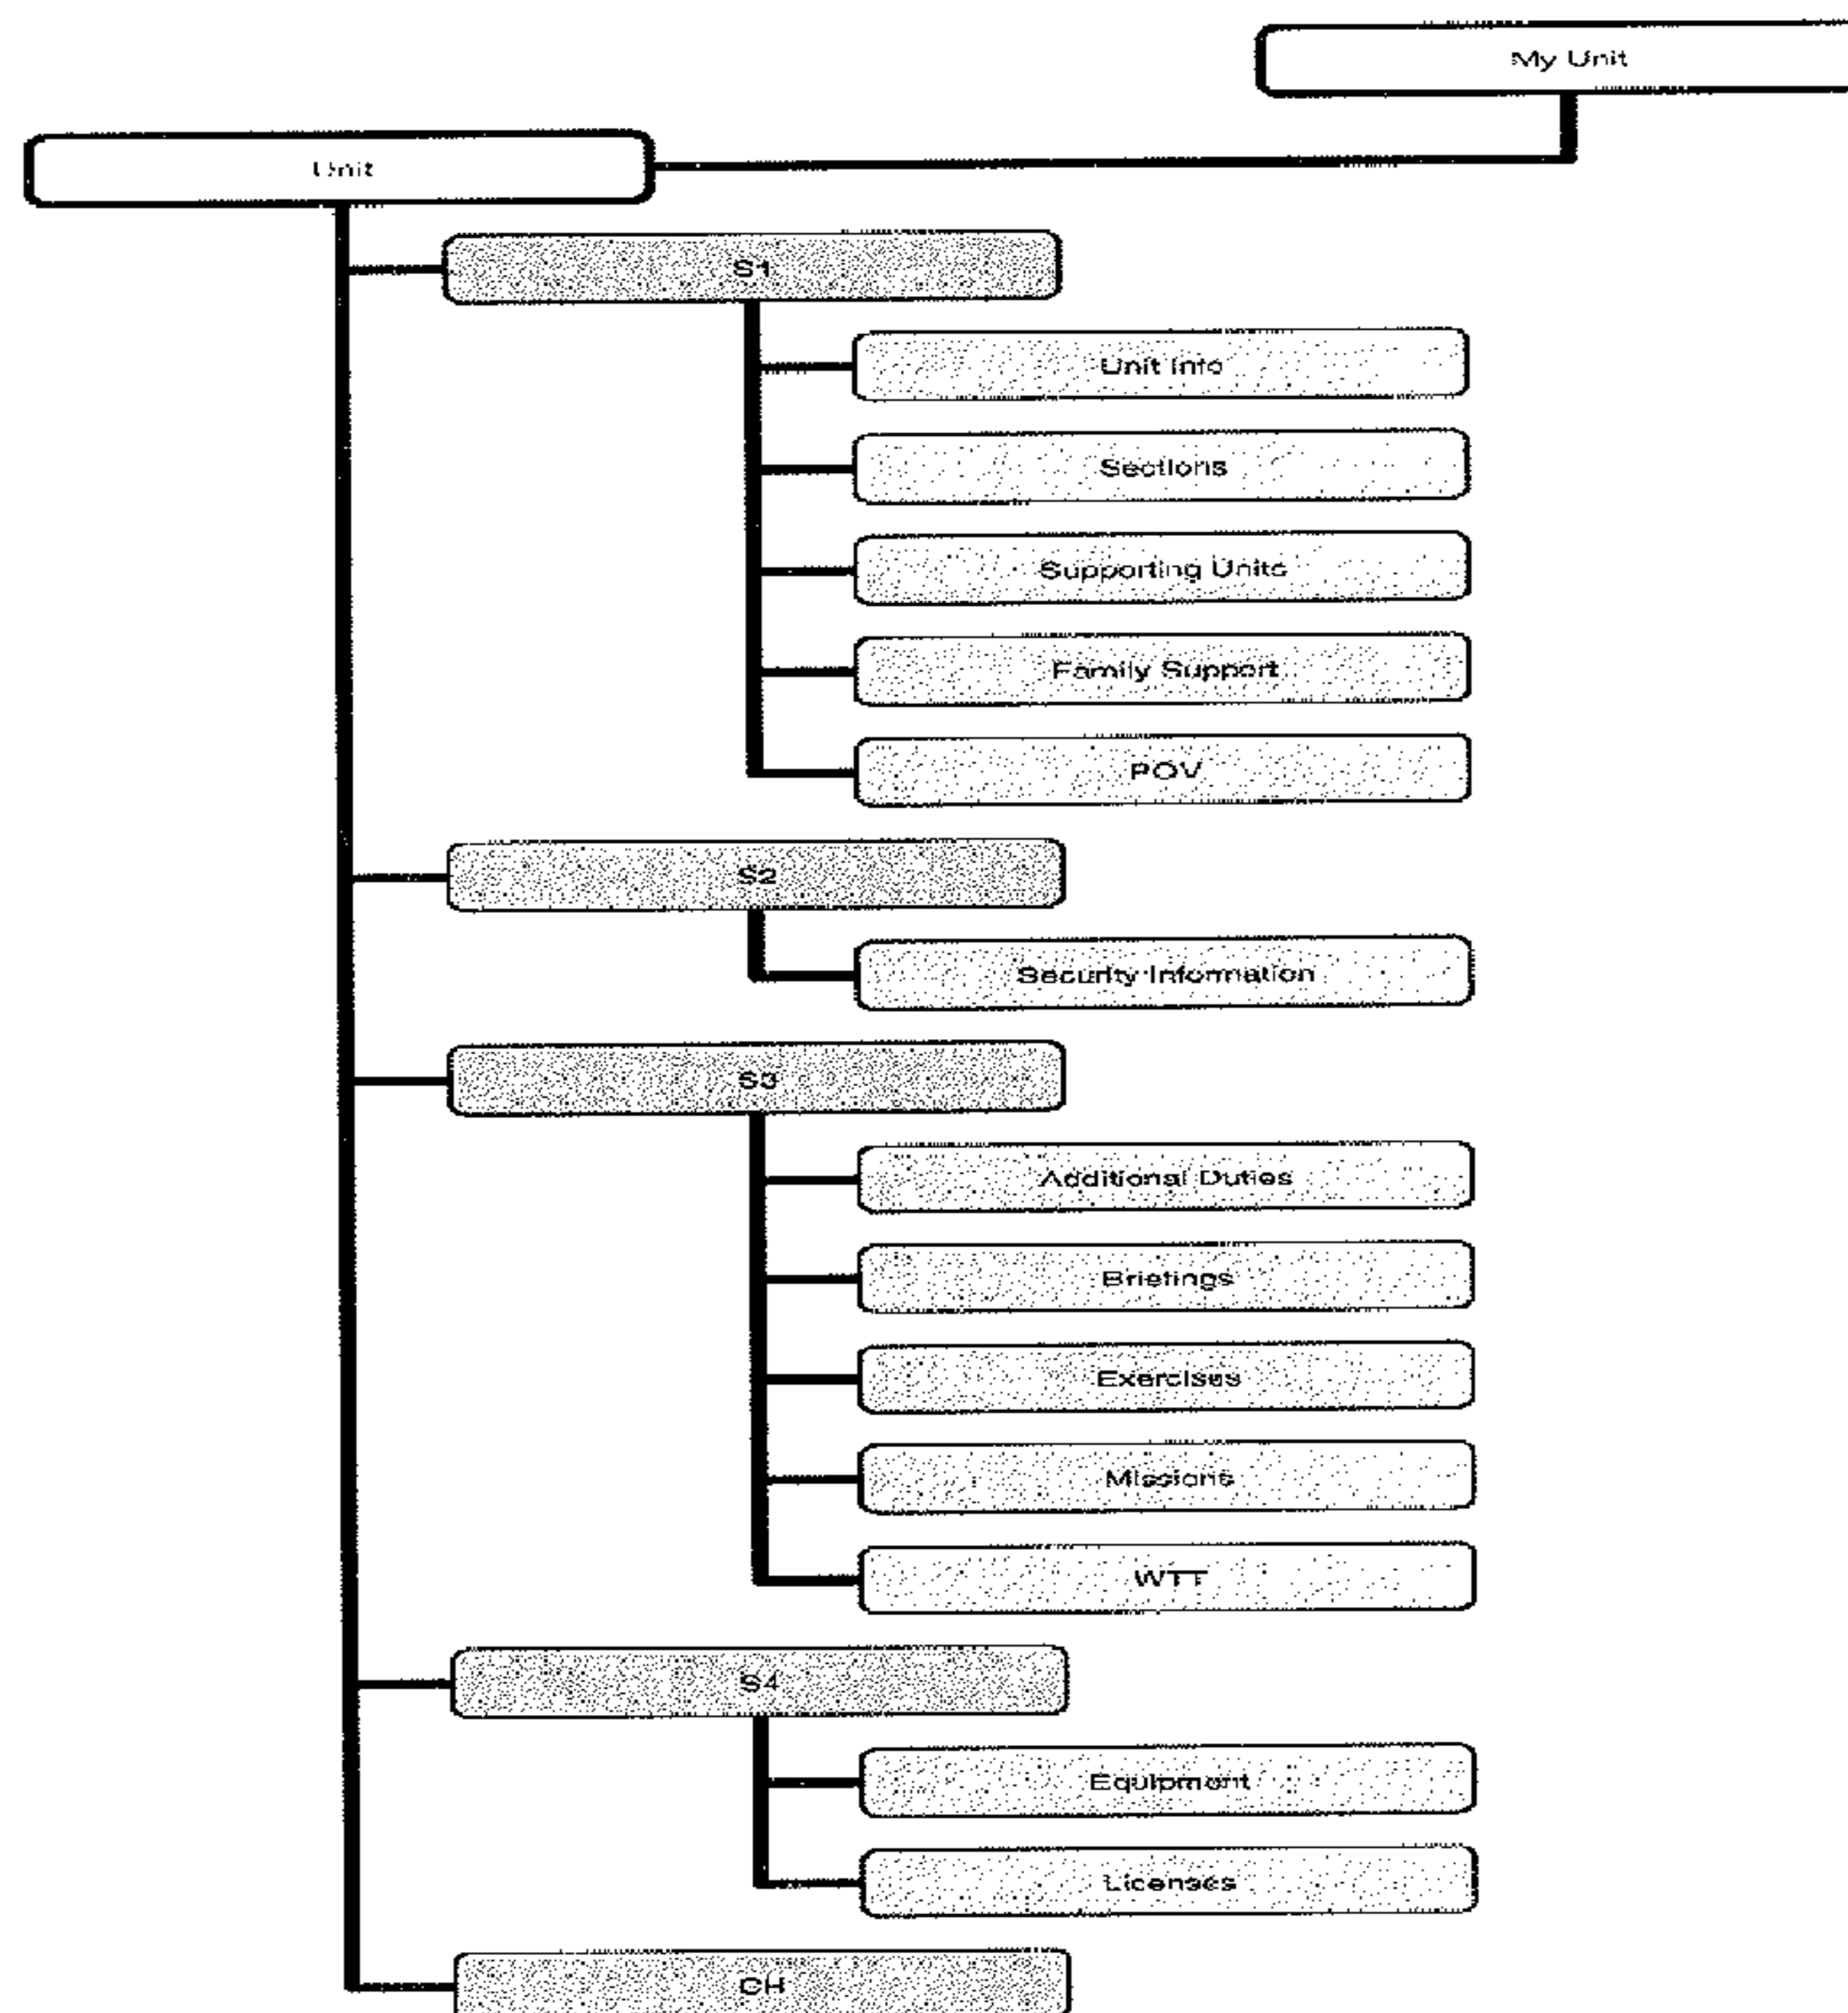 My Unit
Unit
S1
Unit Info
Sections
Supporting Units
Family Support
POV
S2
Security Information
S3
Additional Duties
Briefings
Exercises
Missions
WTT
S4
Equipment
Licenses
CH